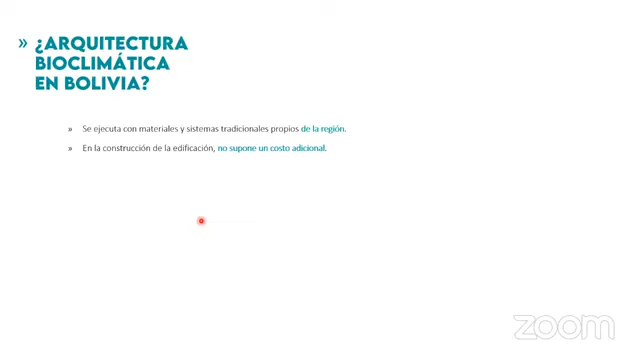 » ¿ARQUITECTURA
BIOCLIMÁTICA
EN BOLIVIA?
» Se ejecuta con materiales y sistemas tradicionales propios de la región.
» En la construcción de la edificación, no supone un costo adicional.
zoom